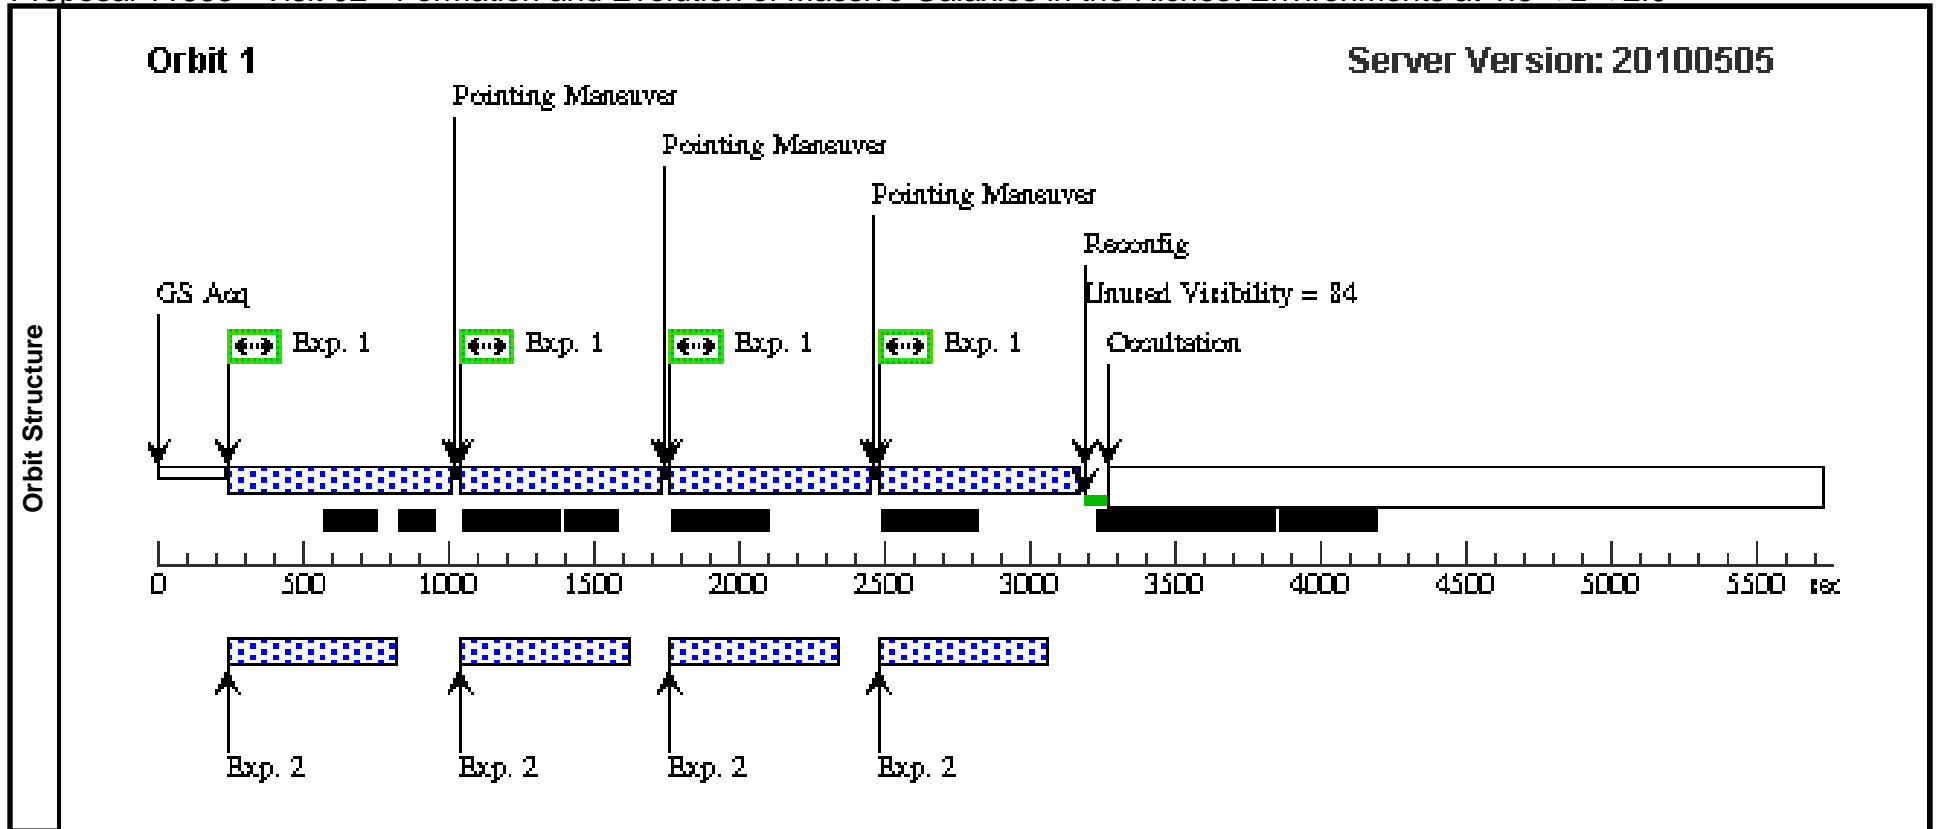 Orbit 1
Server Version: 20100505
Pointing Maneuver
Pointing Maneuver
Pointing Maneuver
Reconfig
GS Acq
Unused Visibility = 84
Exp. 1
Exp. 1
Exp. 1
Exp. 1
Occultation
Orbit Structure
0 500 1000 1500 2000 2500 3000 3500 4000 4500 5000 5500 sec
Exp. 2
Exp. 2
Exp. 2
Exp. 2